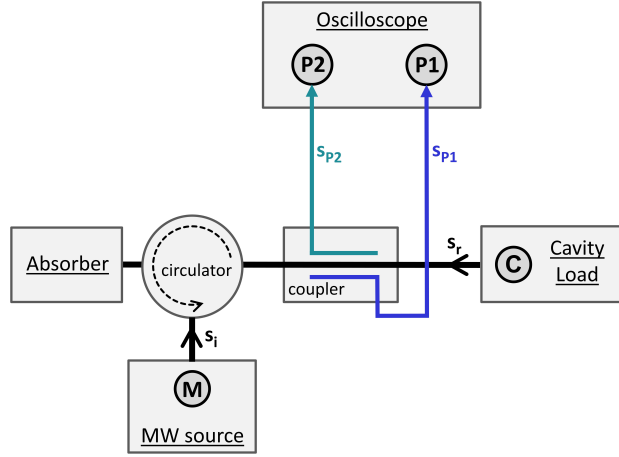 Oscilloscope
P2
P1
sP2
sP1
Absorber
circulator
coupler
sr
C
Cavity
Load
si
M
MW source